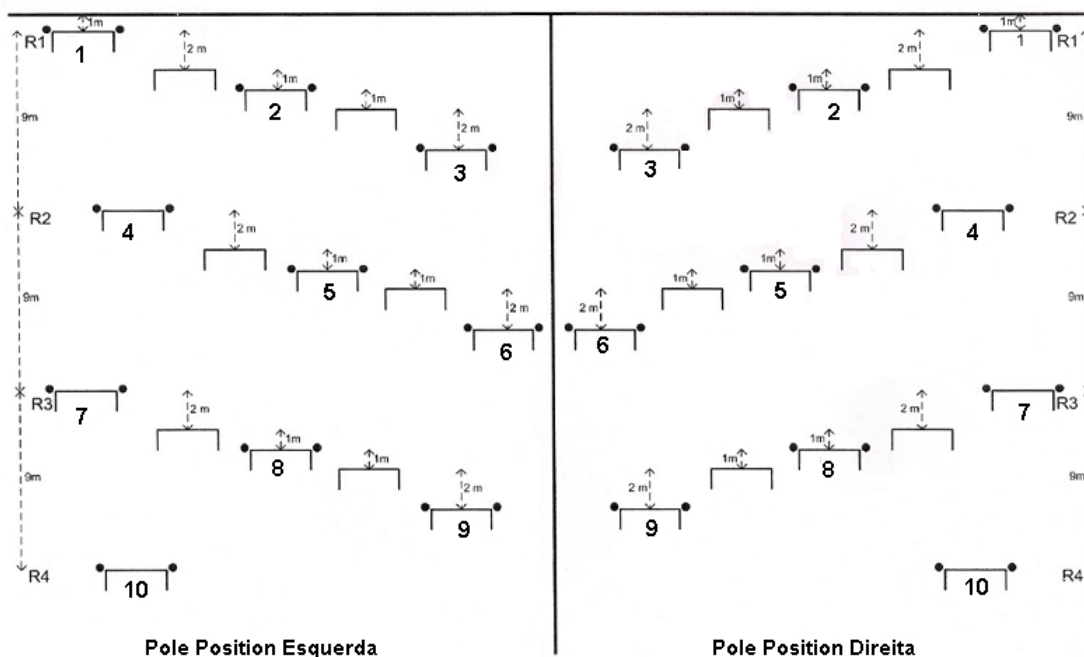 1m 1m
R1 1 2 m 2 m 1 R1
1m 1m
2 1m 1m 2
9m 2 m 2 m 9m
3 3
R2 4 2 m 2 m 4 R2
1m 1m
5 1m 1m 5
9m 2 m 2 m 9m
6 6
R3 7 2 m 2 m 7 R3
1m 1m
8 1m 1m 8
9m 2 m 2 m 9m
9 9
R4 10 10 R4
Pole Position Esquerda Pole Position Direita